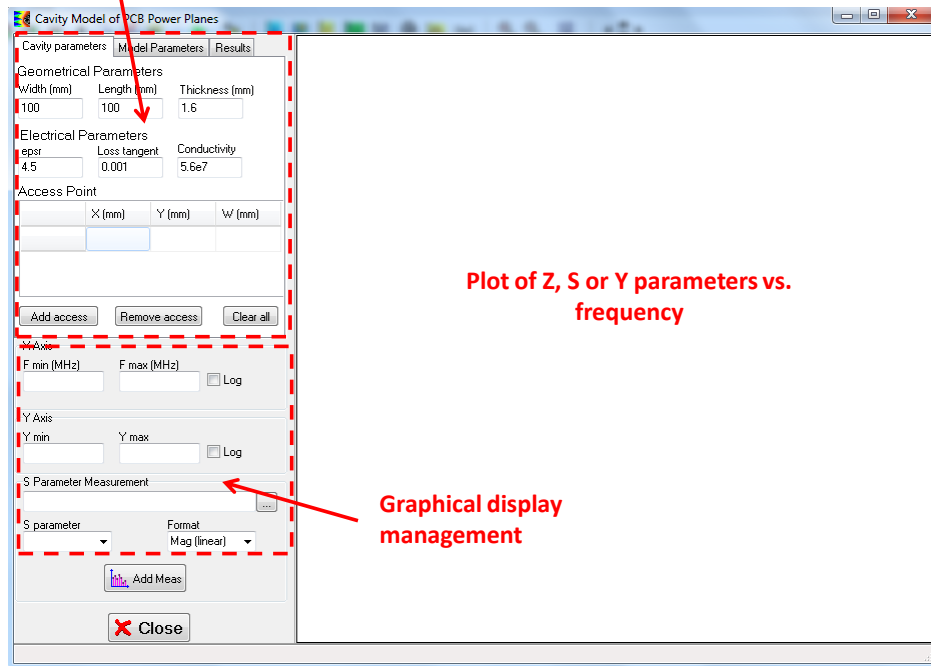 Cavity Model of PCB Power Planes
Cavity parameters Model Parameters Results
Geometrical Parameters
Width (mm) Length (mm) Thickness (mm)
100 100 1.6
Electrical Parameters
epsr Loss tangent Conductivity
4.5 0.001 5.6e7
Access Point
X (mm) Y (mm) W (mm)
Add access Remove access Clear all
Plot of Z, S or Y parameters vs.
frequency
Axis
F min (MHz) F max (MHz)
Log
Y Axis
Y min Y max
Log
S Parameter Measurement
...
S parameter Format
Mag (linear)
Graphical display
management
Add Meas
Close